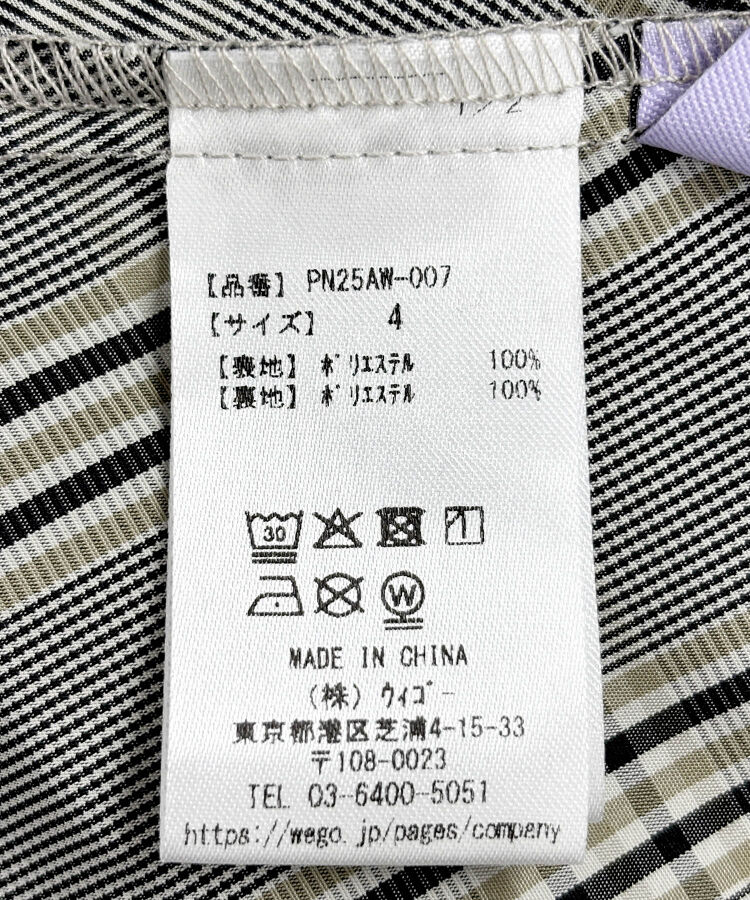 1/2
【品番】 PN25AW-007
【サイズ】 4
【表地】 ポリエステル 100%
【裏地】 ポリエステル 100%
30
W
MADE IN CHINA
(株) ウィゴー
東京都港区芝浦4-15-33
〒108-0023
TEL 03-6400-5051
https://wego.jp/pages/company